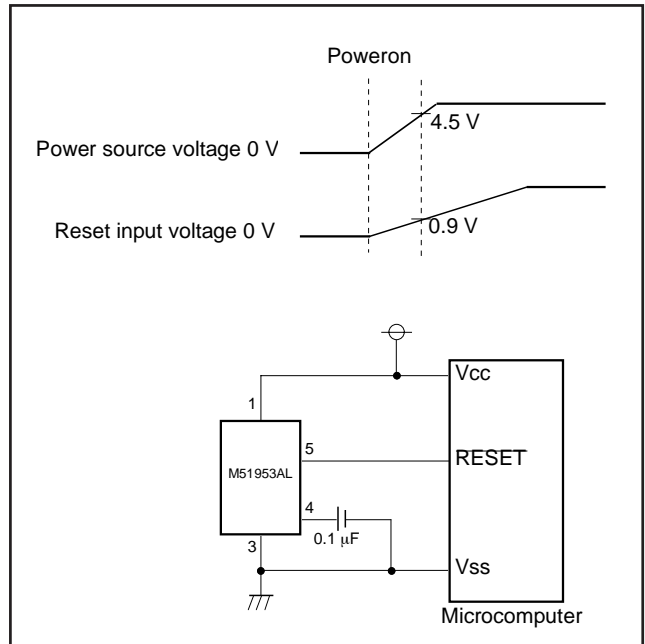 Poweron
4.5 V
Power source voltage 0 V
0.9 V
Reset input voltage 0 V
1
Vcc
5
RESET
M51953AL
4
0.1 μF
3
Vss
Microcomputer